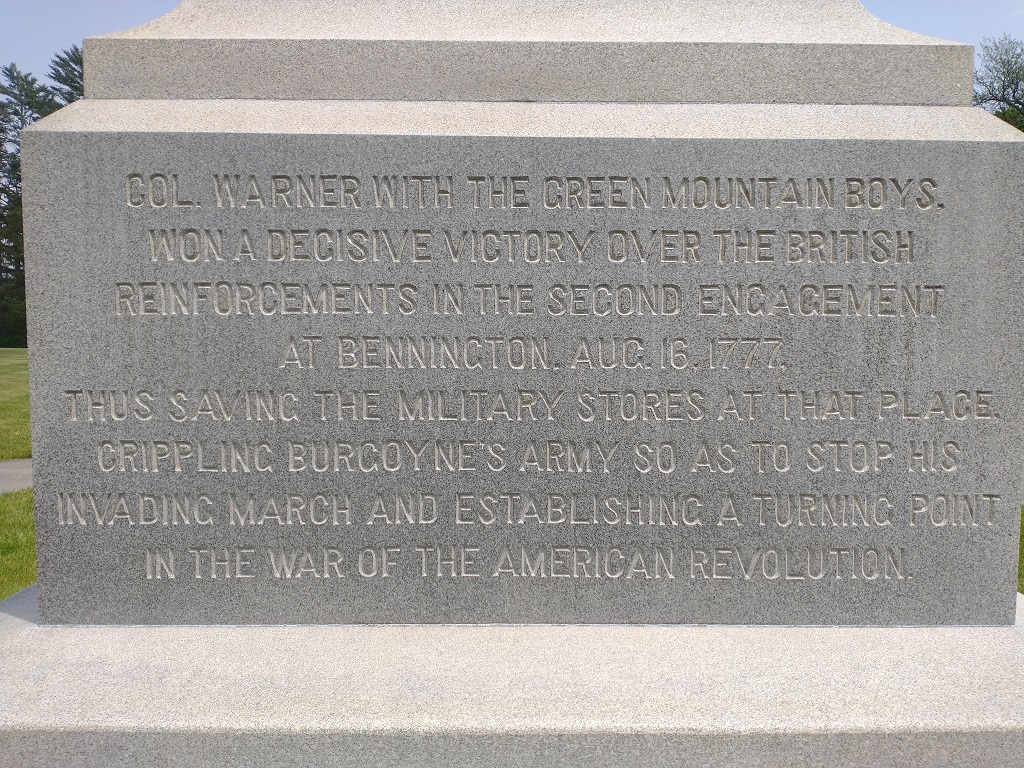 COL. WARNER WITH THE GREEN MOUNTAIN BOYS.
WON A DECISIVE VICTORY OVER THE BRITISH
REINFORCEMENTS IN THE SECOND ENGAGEMENT
AT BENNINGTON. AUG. 16. 1777.
THUS SAVING THE MILITARY STORES AT THAT PLACE.
CRIPPLING BURGOYNE'S ARMY SO AS TO STOP HIS
INVADING MARCH AND ESTABLISHING A TURNING POINT
IN THE WAR OF THE AMERICAN REVOLUTION.